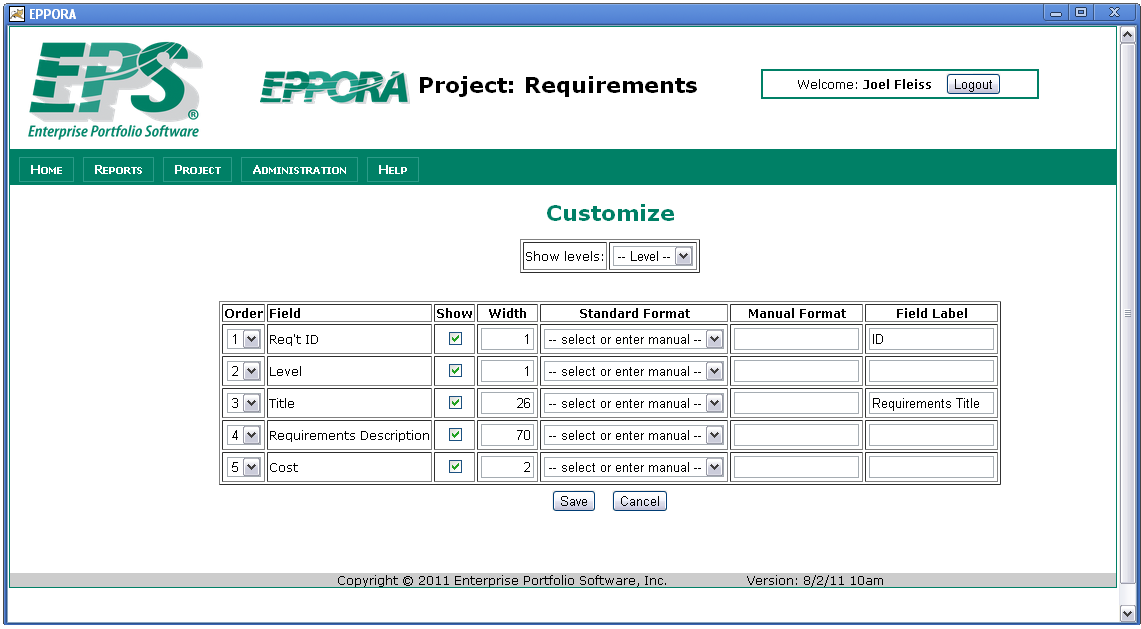 EPPORA
EPS®
Enterprise Portfolio Software
EPPORA Project: Requirements
Welcome: Joel Fleiss Logout
HOME REPORTS PROJECT ADMINISTRATION HELP
Customize
Show levels: -- Level --
Order Field Show Width Standard Format Manual Format Field Label
1 Req't ID 1 -- select or enter manual -- ID
2 Level 1 -- select or enter manual --
3 Title 26 -- select or enter manual -- Requirements Title
4 Requirements Description 70 -- select or enter manual --
5 Cost 2 -- select or enter manual --
Save Cancel
Copyright © 2011 Enterprise Portfolio Software, Inc. Version: 8/2/11 10am